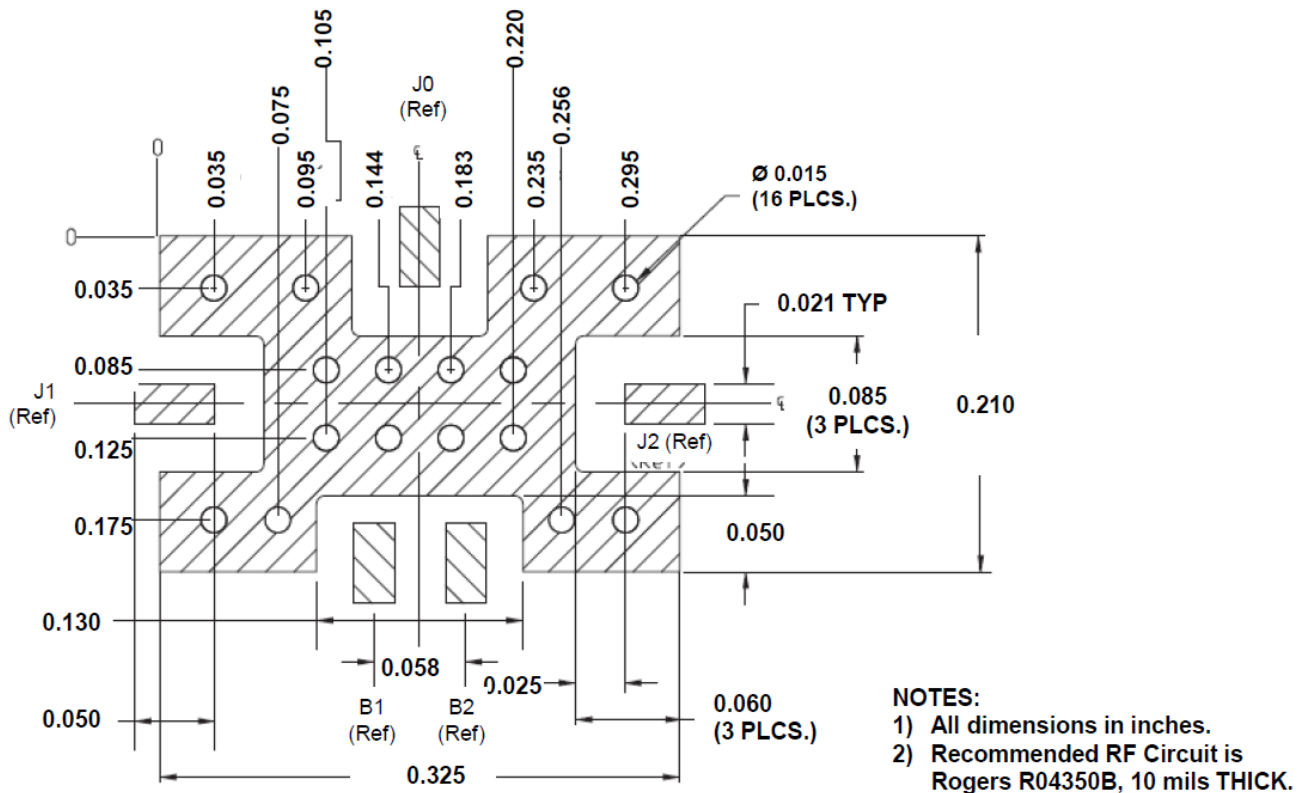 0.105
0.220
J0
(Ref)
0.075
0.256
0
0.035
0.095
0.144
℄
0.183
0.235
0.295
Ø 0.015
(16 PLCS.)
0
0.035
0.021 TYP
0.085
J1
(Ref)
℄
0.085
(3 PLCS.)
0.210
0.125
J2 (Ref)
0.175
0.050
0.130
0.058
0.025
B1
(Ref)
B2
(Ref)
0.050
0.060
(3 PLCS.)
0.325
NOTES:
1) All dimensions in inches.
2) Recommended RF Circuit is
Rogers R04350B, 10 mils THICK.